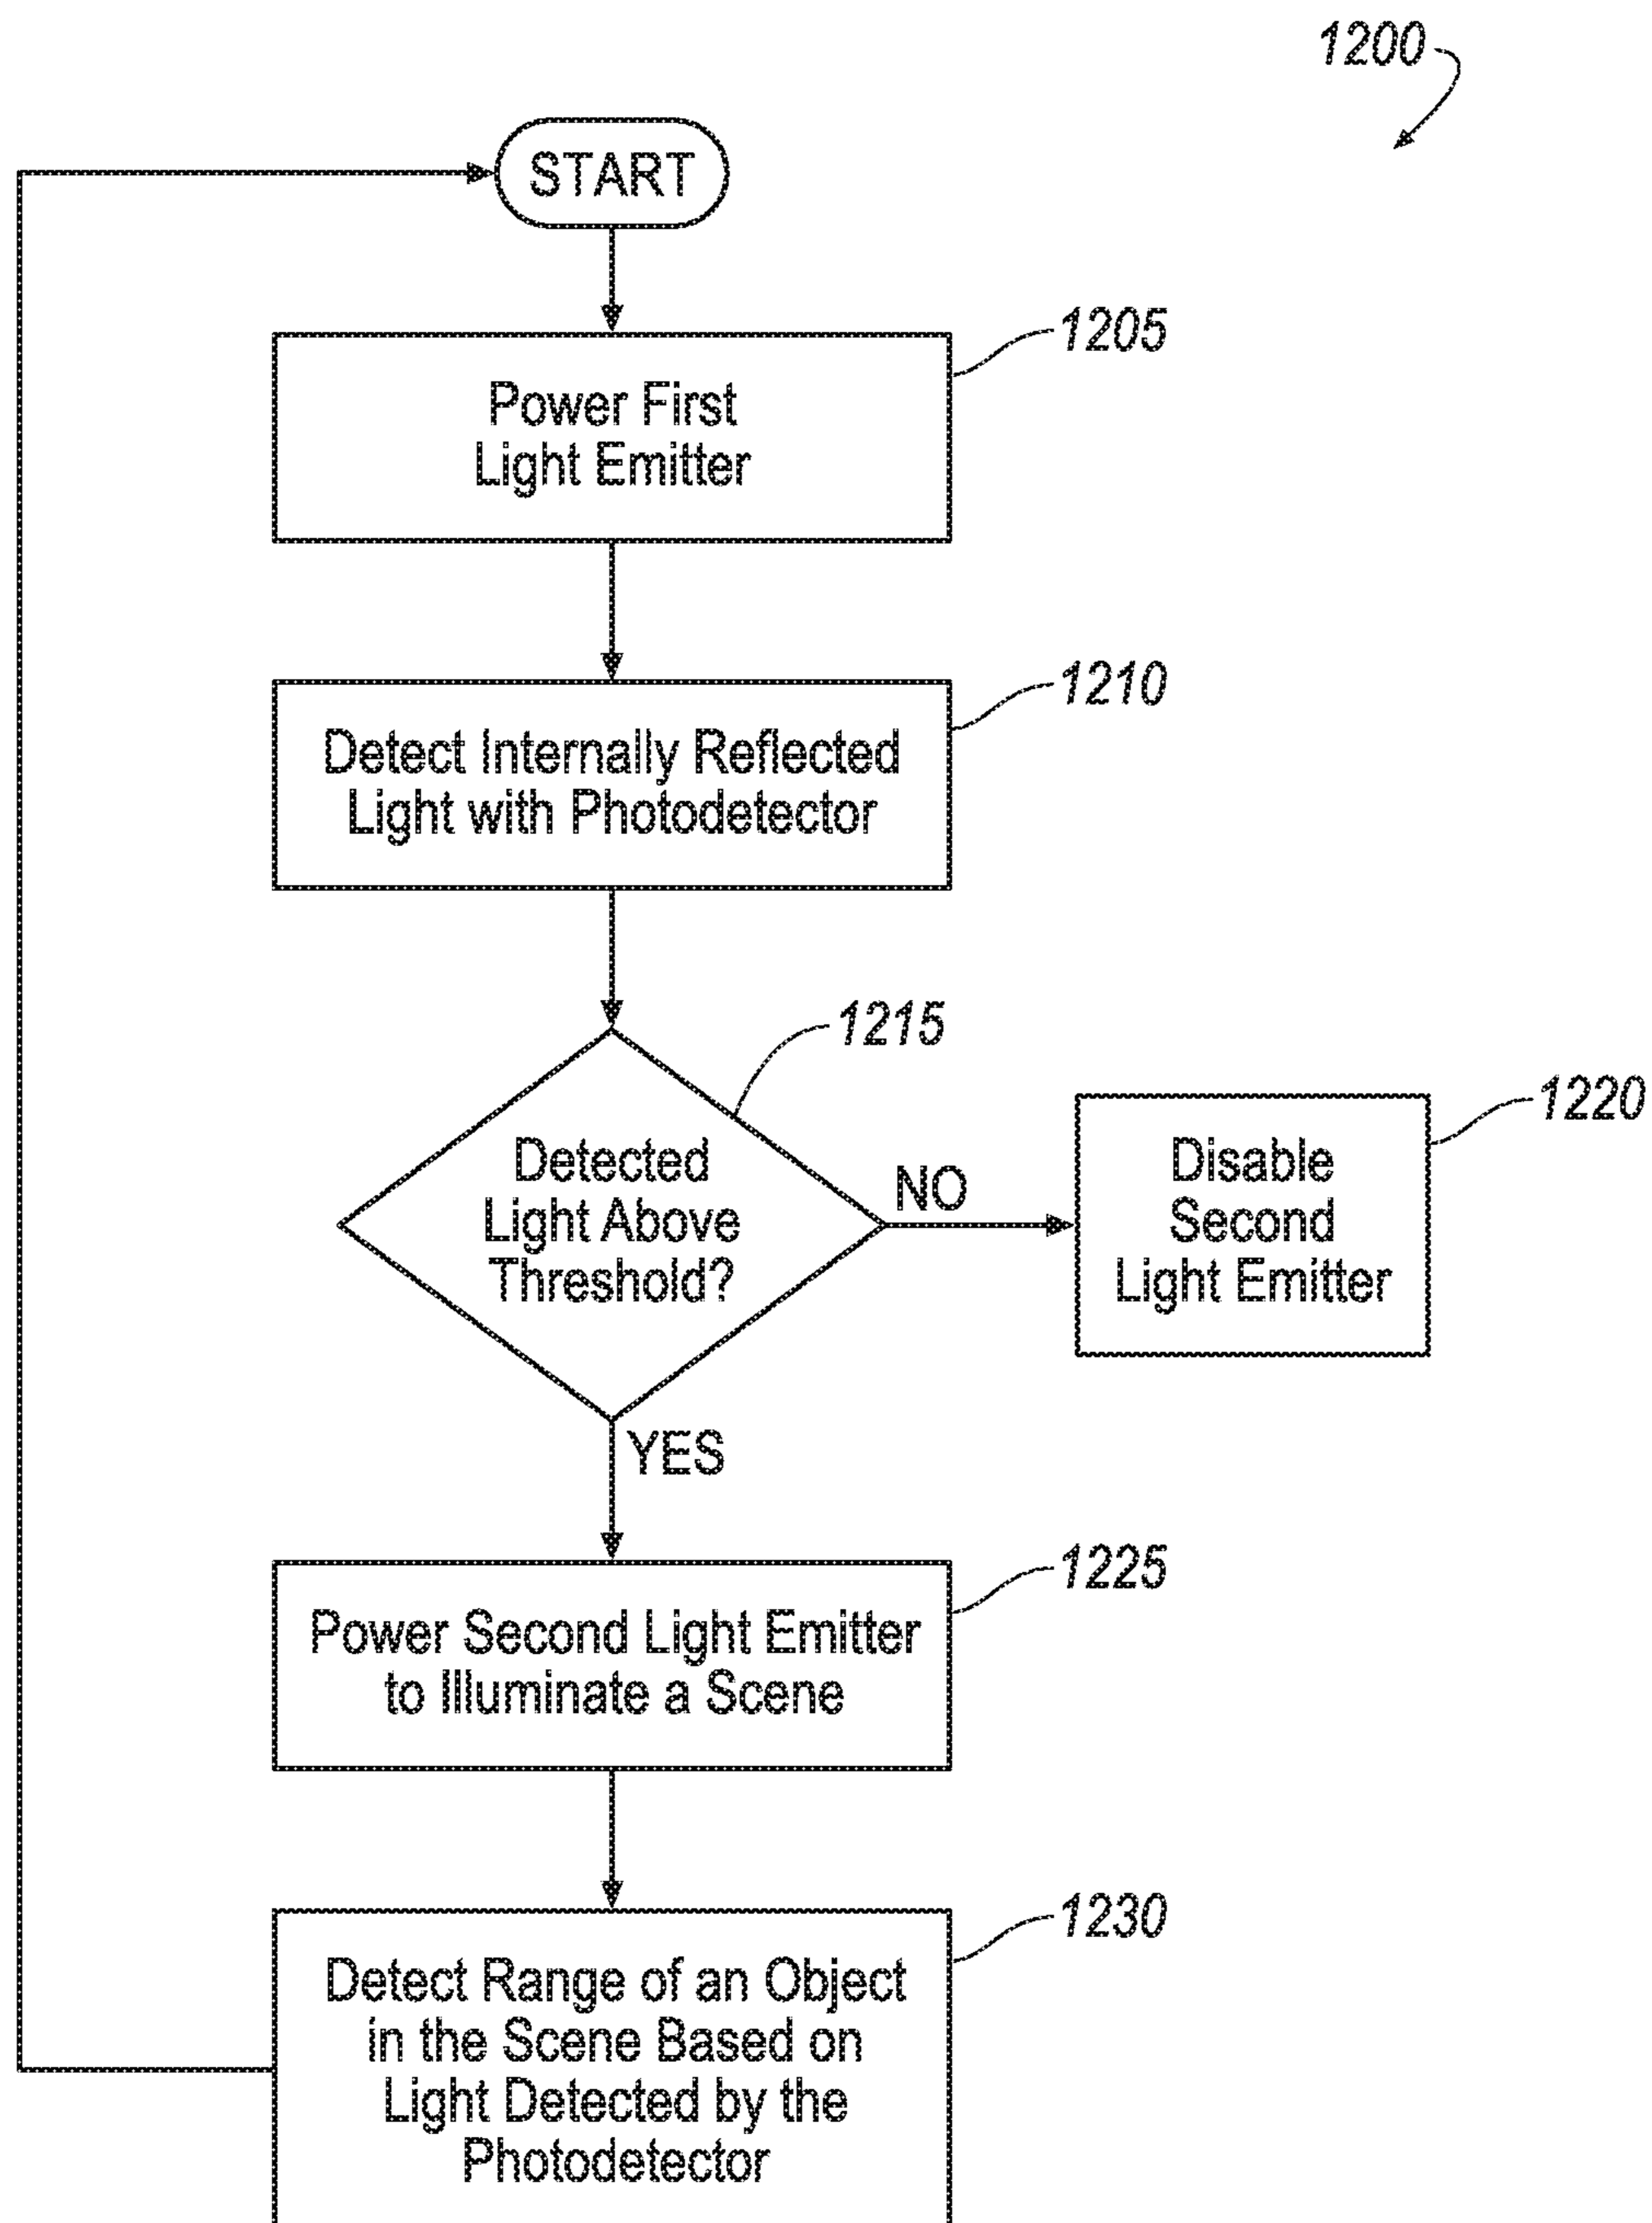 1200
START
1205
Power First
Light Emitter
1210
Detect Internally Reflected
Light with Photodetector
1215
Detected
Light Above
Threshold?
NO
1220
Disable
Second
Light Emitter
YES
1225
Power Second Light Emitter
to Illuminate a Scene
1230
Detect Range of an Object
in the Scene Based on
Light Detected by the
Photodetector